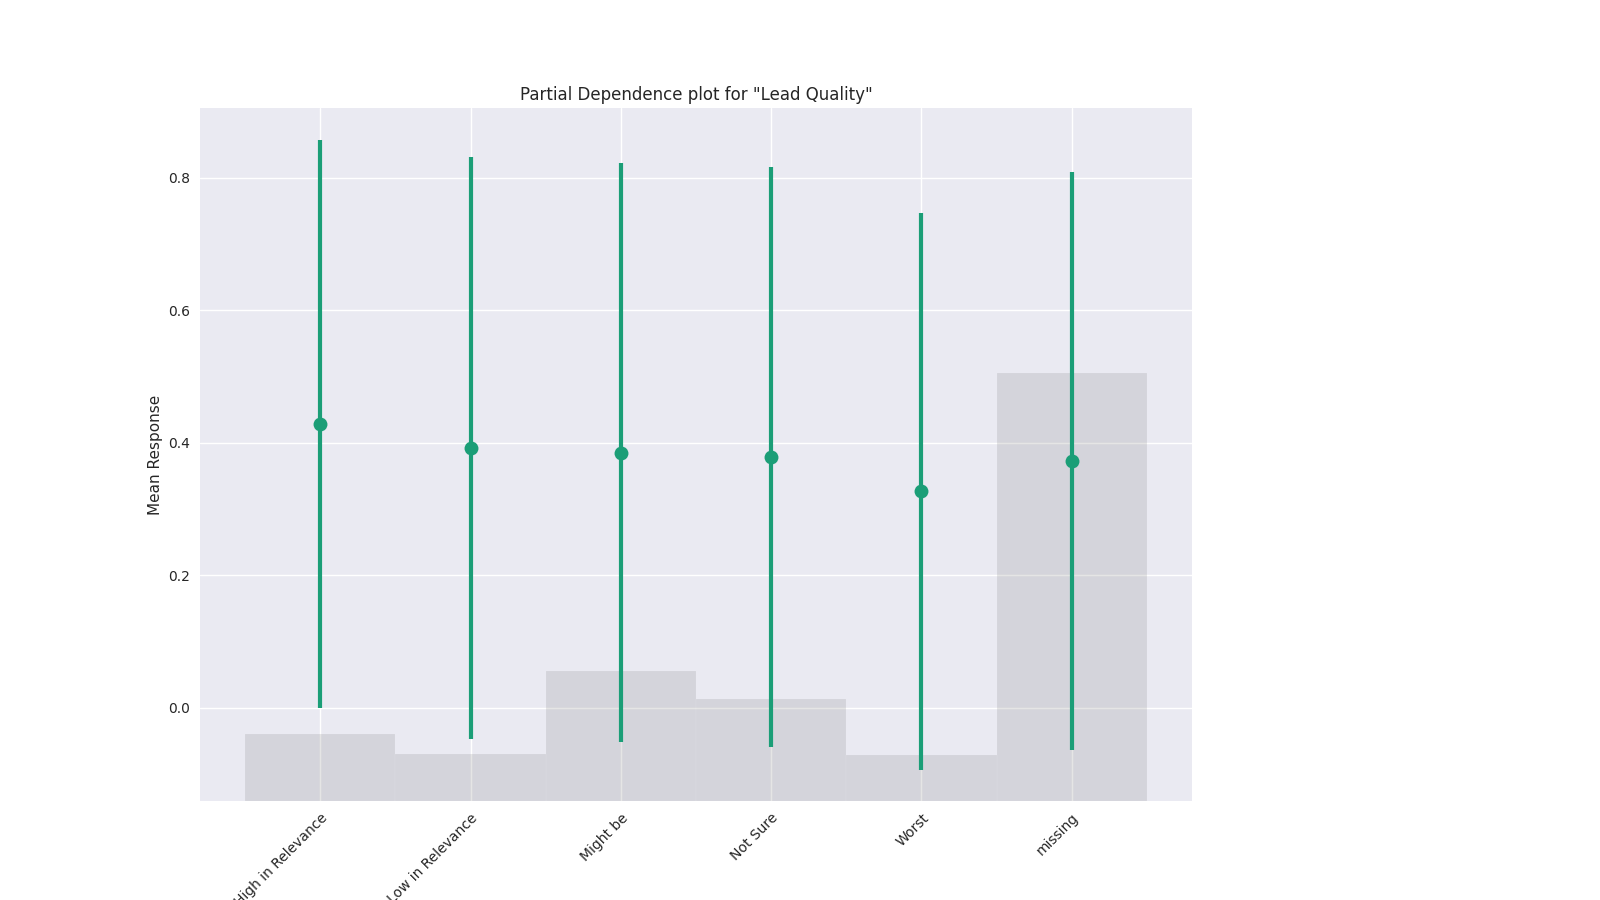 Partial Dependence plot for "Lead Quality"
0.8
0.6
0.4
0.2
0.0
Mean Response
High in Relevance
Low in Relevance
Might be
Not Sure
Worst
missing